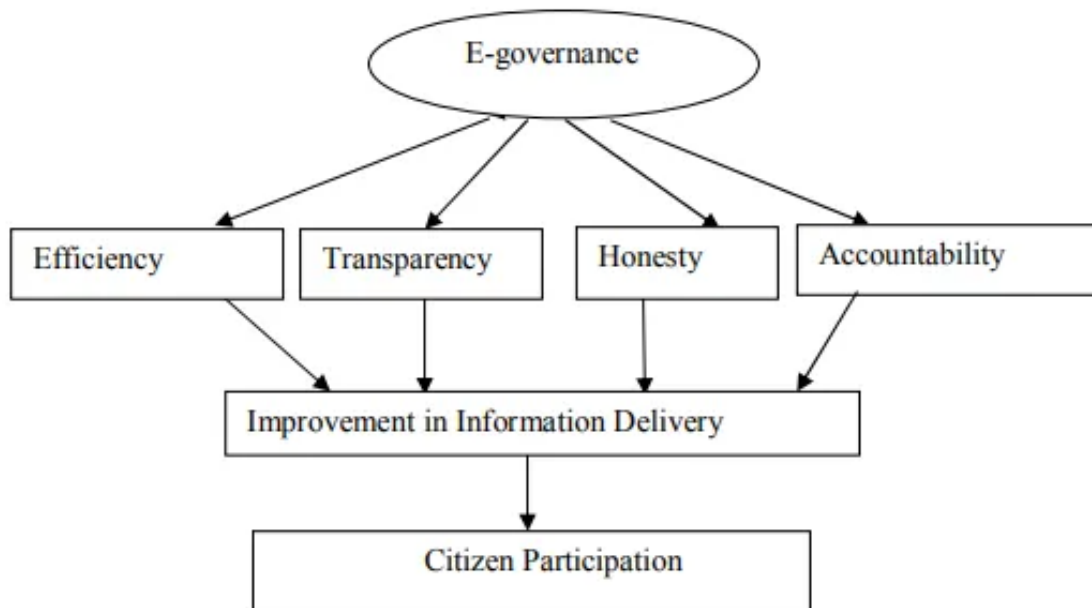 E-governance
Efficiency
Transparency
Honesty
Accountability
Improvement in Information Delivery
Citizen Participation